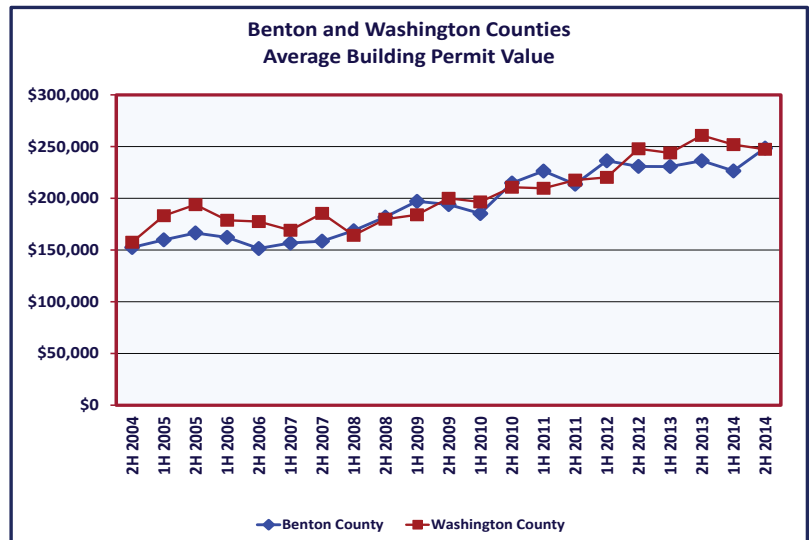 Benton and Washington Counties
Average Building Permit Value
$300,000
$250,000
$200,000
$150,000
$100,000
$50,000
$0
2H 2004
1H 2005
2H 2005
1H 2006
2H 2006
1H 2007
2H 2007
1H 2008
2H 2008
1H 2009
2H 2009
1H 2010
2H 2010
1H 2011
2H 2011
1H 2012
2H 2012
1H 2013
2H 2013
1H 2014
2H 2014
Benton County Washington County